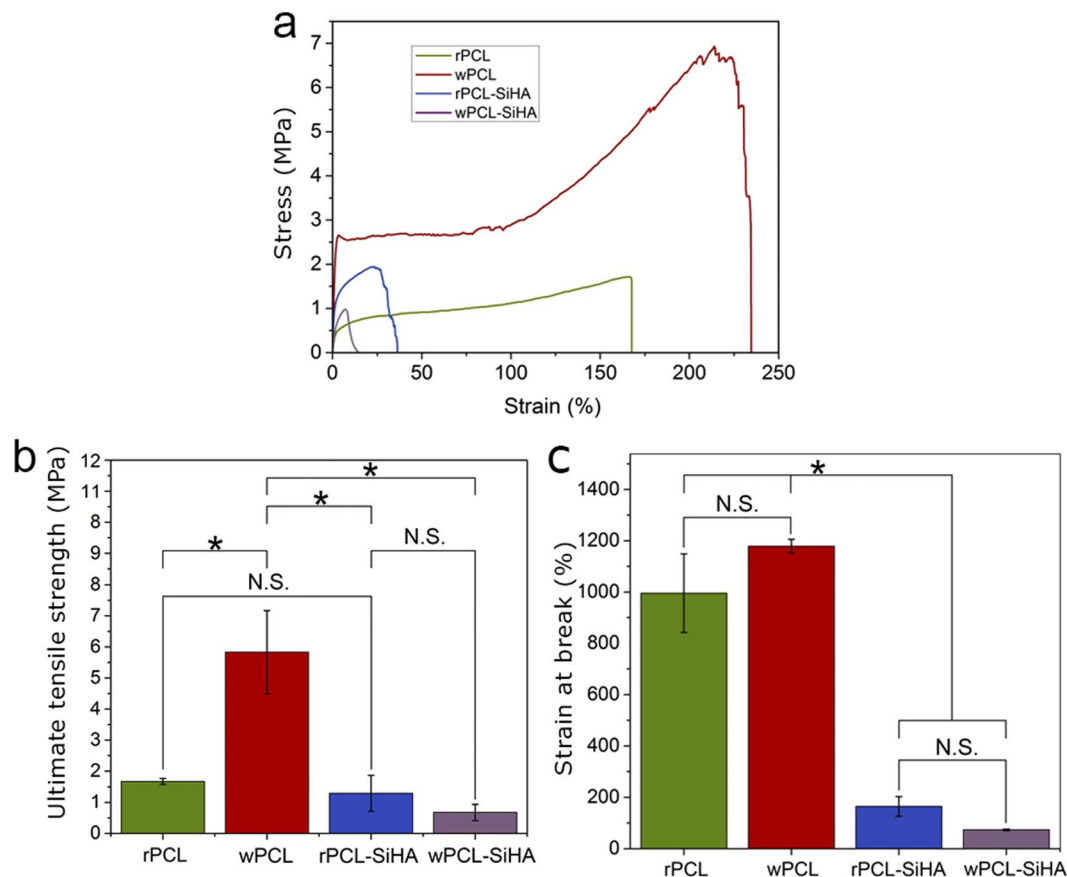 a
Stress (MPa)
7
6
5
4
3
2
1
0
rPCL
wPCL
rPCL-SiHA
wPCL-SiHA
0 50 100 150 200 250
Strain (%)
b
Ultimate tensile strength (MPa)
12
11
10
9
8
7
6
5
4
3
2
1
0
*
*
*
N.S.
N.S.
rPCL wPCL rPCL-SiHA wPCL-SiHA
c
Strain at break (%)
1400
1200
1000
800
600
400
200
0
*
N.S.
N.S.
rPCL wPCL rPCL-SiHA wPCL-SiHA